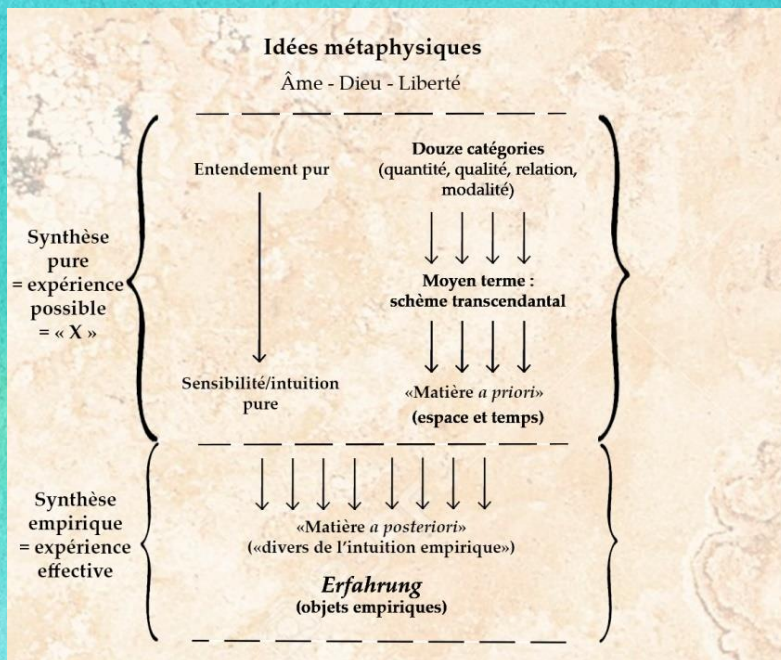 Idées métaphysiques
Âme - Dieu - Liberté
Entendement pur
Douze catégories
(quantité, qualité, relation,
modalité)
Synthèse
pure
= expérience
possible
= « X »
Moyen terme :
schème transcendantal
Sensibilité/intuition
pure
«Matière a priori»
(espace et temps)
Synthèse
empirique
= expérience
effective
«Matière a posteriori»
(«divers de l'intuition empirique»)
Erfahrung
(objets empiriques)